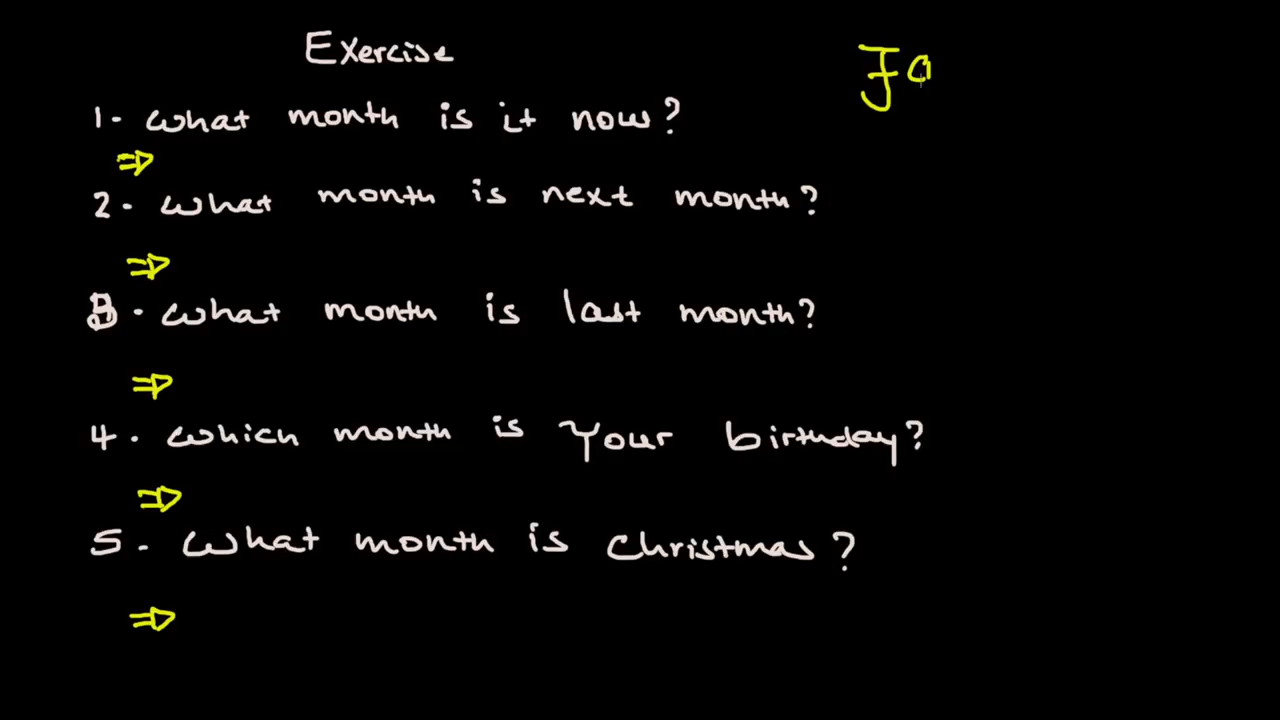 Exercise
Ja
1- What month is it now?
⇒
2- What month is next month?
⇒
3- What month is last month?
⇒
4- Which month is Your birthday?
⇒
5- What month is Christmas?
⇒